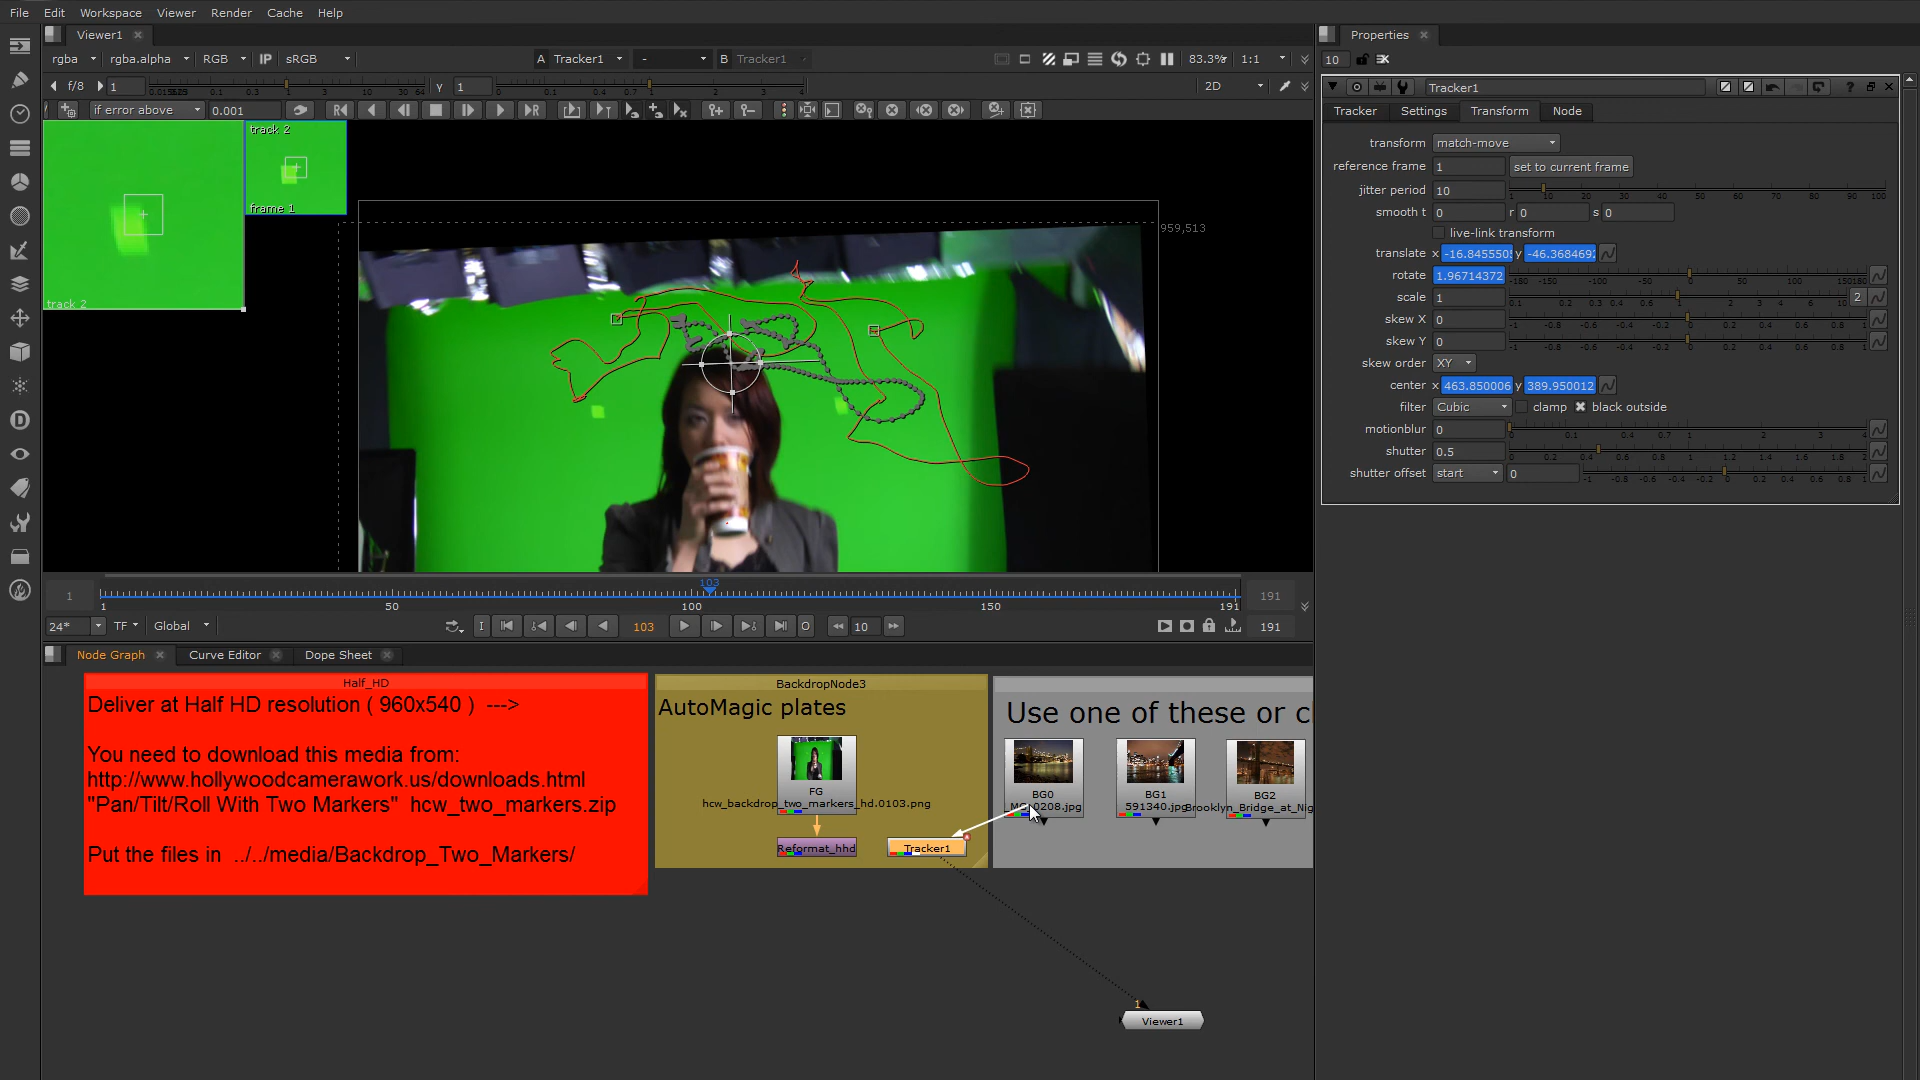 File Edit Workspace Viewer Render Cache Help
Viewer1
Properties
rgba rgba.alpha RGB IP sRGB A Tracker1 - B Tracker1 83.3% 1:1
10
f/8 1 y 1 2D
Tracker1
if error above 0.001
Tracker Settings Transform Node
track 2
frame 1
track 2
959,513
transform match-move
reference frame 1 set to current frame
jitter period 10
smooth t 0 r 0 s 0
live-link transform
translate x -16.845550 y -46.368469
rotate 1.96714372
scale 1 2
skew X 0
skew Y 0
skew order XY
center x 463.850006 y 389.950012
filter Cubic clamp black outside
motionblur 0
shutter 0.5
shutter offset start 0
103
1 191
1 50 100 150 191
24* TF Global I 103 O 10 191
Node Graph Curve Editor Dope Sheet
Half_HD
Deliver at Half HD resolution ( 960x540 ) --->
You need to download this media from:
http://www.hollywoodcamerawork.us/downloads.html
"Pan/Tilt/Roll With Two Markers" hcw_two_markers.zip
Put the files in ../../media/Backdrop_Two_Markers/
BackdropNode3
AutoMagic plates
FG
hcw_backdrop_two_markers_hd.0103.png
Reformat_hhd
Tracker1
Use one of these or c
BG0
0208.jpg
BG1
591340.jpg
BG2
Brooklyn_Bridge_at_Nig
1
Viewer1